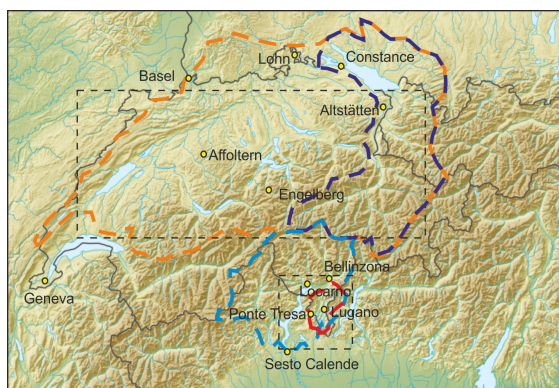 Lohn
Constance
Basel
Altstätten
Affoltern
Engelberg
Bellinzona
Geneva
Locarno
Ponte Tresa
Lugano
Sesto Calende